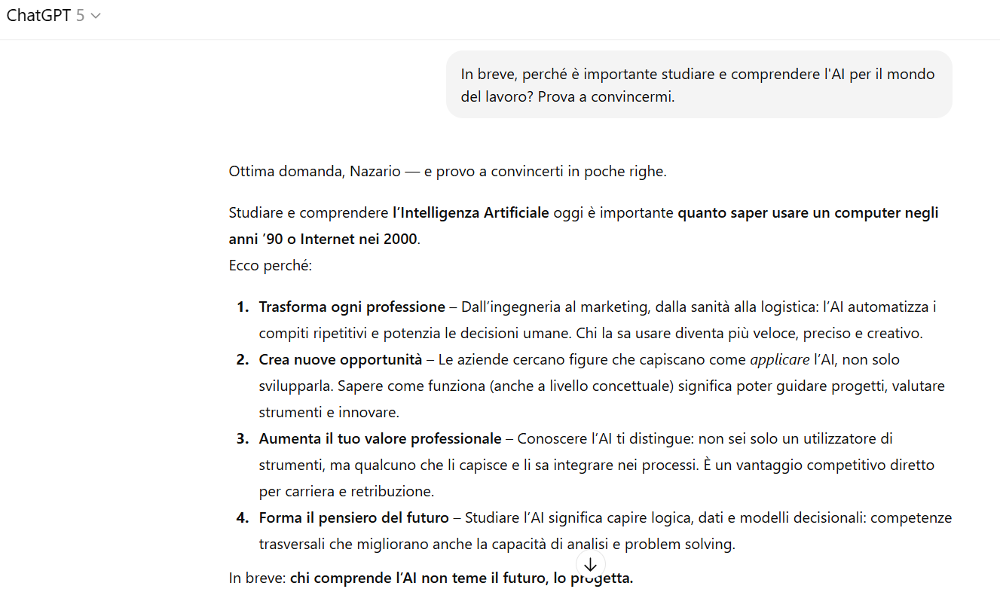 ChatGPT 5
In breve, perché è importante studiare e comprendere l'AI per il mondo
del lavoro? Prova a convincermi.
Ottima domanda, Nazario — e provo a convincerti in poche righe.
Studiare e comprendere l’Intelligenza Artificiale oggi è importante quanto saper usare un computer negli
anni ’90 o Internet nei 2000.
Ecco perché:
1. Trasforma ogni professione – Dall’ingegneria al marketing, dalla sanità alla logistica: l’AI automatizza i
compiti ripetitivi e potenzia le decisioni umane. Chi la sa usare diventa più veloce, preciso e creativo.
2. Crea nuove opportunità – Le aziende cercano figure che capiscano come applicare l’AI, non solo
svilupparla. Sapere come funziona (anche a livello concettuale) significa poter guidare progetti, valutare
strumenti e innovare.
3. Aumenta il tuo valore professionale – Conoscere l’AI ti distingue: non sei solo un utilizzatore di
strumenti, ma qualcuno che li capisce e li sa integrare nei processi. È un vantaggio competitivo diretto
per carriera e retribuzione.
4. Forma il pensiero del futuro – Studiare l’AI significa capire logica, dati e modelli decisionali: competenze
trasversali che migliorano anche la capacità di analisi e problem solving.
In breve: chi comprende l’AI non teme il futuro, lo progetta.